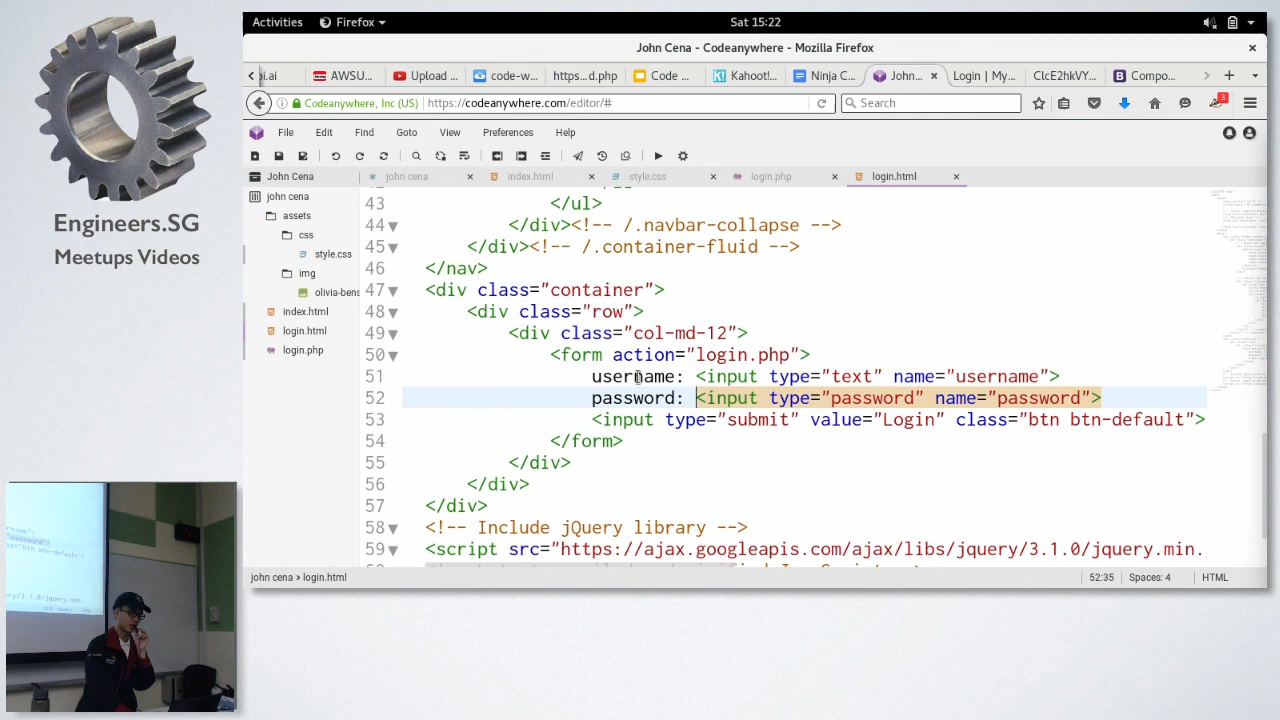 Engineers.SG
Meetups Videos
Activities Firefox Sat 15:22
John Cena - Codeanywhere - Mozilla Firefox
AWSU... Upload ... code-w... https...d.php Code ... Kahoot!... Ninja C... John... Login | My... ClcE2hkVY... Compo...
Codeanywhere, Inc (US) https://codeanywhere.com/editor/# Search 3
File Edit Find Goto View Preferences Help
John Cena john cena index.html style.css login.php login.html
john cena
assets
css
style.css
img
olivia-bens
index.html
login.html
login.php
43 </ul>
44 </div><!-- /.navbar-collapse -->
45 </div><!-- /.container-fluid -->
46 </nav>
47 <div class="container">
48 <div class="row">
49 <div class="col-md-12">
50 <form action="login.php">
51 username: <input type="text" name="username">
52 password: <input type="password" name="password">
53 <input type="submit" value="Login" class="btn btn-default">
54 </form>
55 </div>
56 </div>
57 </div>
58 <!-- Include jQuery library -->
59 <script src="https://ajax.googleapis.com/ajax/libs/jquery/3.1.0/jquery.min.
john cena > login.html 52:35 Spaces: 4 HTML